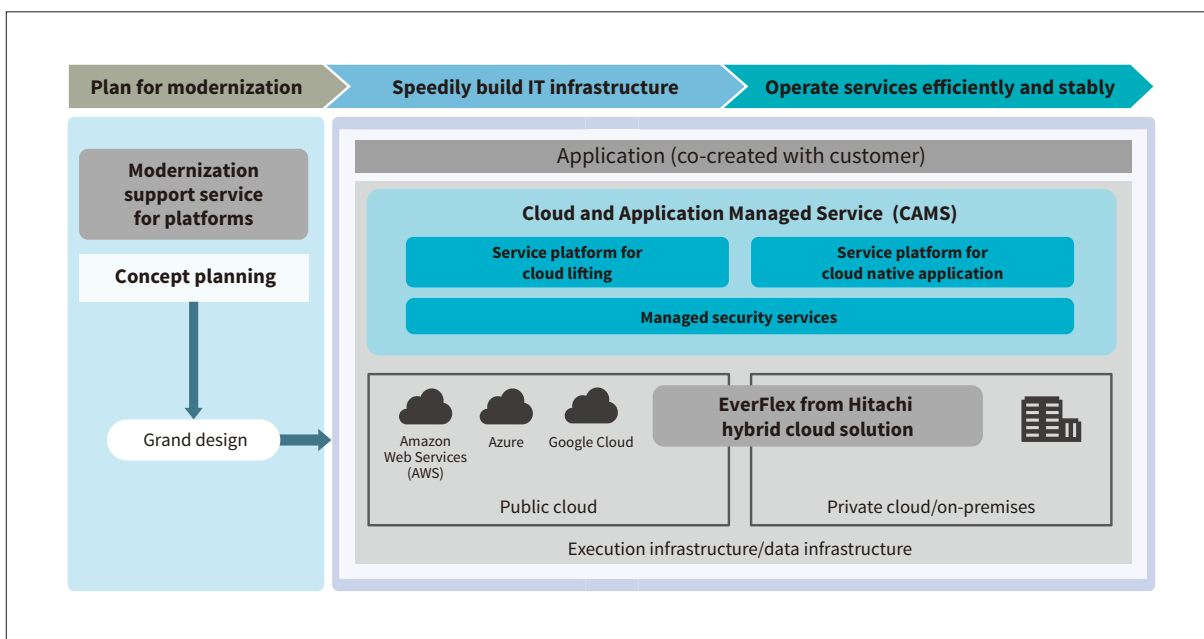 Plan for modernization
Speedily build IT infrastructure
Operate services efficiently and stably
Modernization
support service
for platforms
Concept planning
Grand design
Application (co-created with customer)
Cloud and Application Managed Service (CAMS)
Service platform for
cloud lifting
Service platform for
cloud native application
Managed security services
Amazon
Web Services
(AWS)
Azure
Google Cloud
EverFlex from Hitachi
hybrid cloud solution
Public cloud
Private cloud/on-premises
Execution infrastructure/data infrastructure